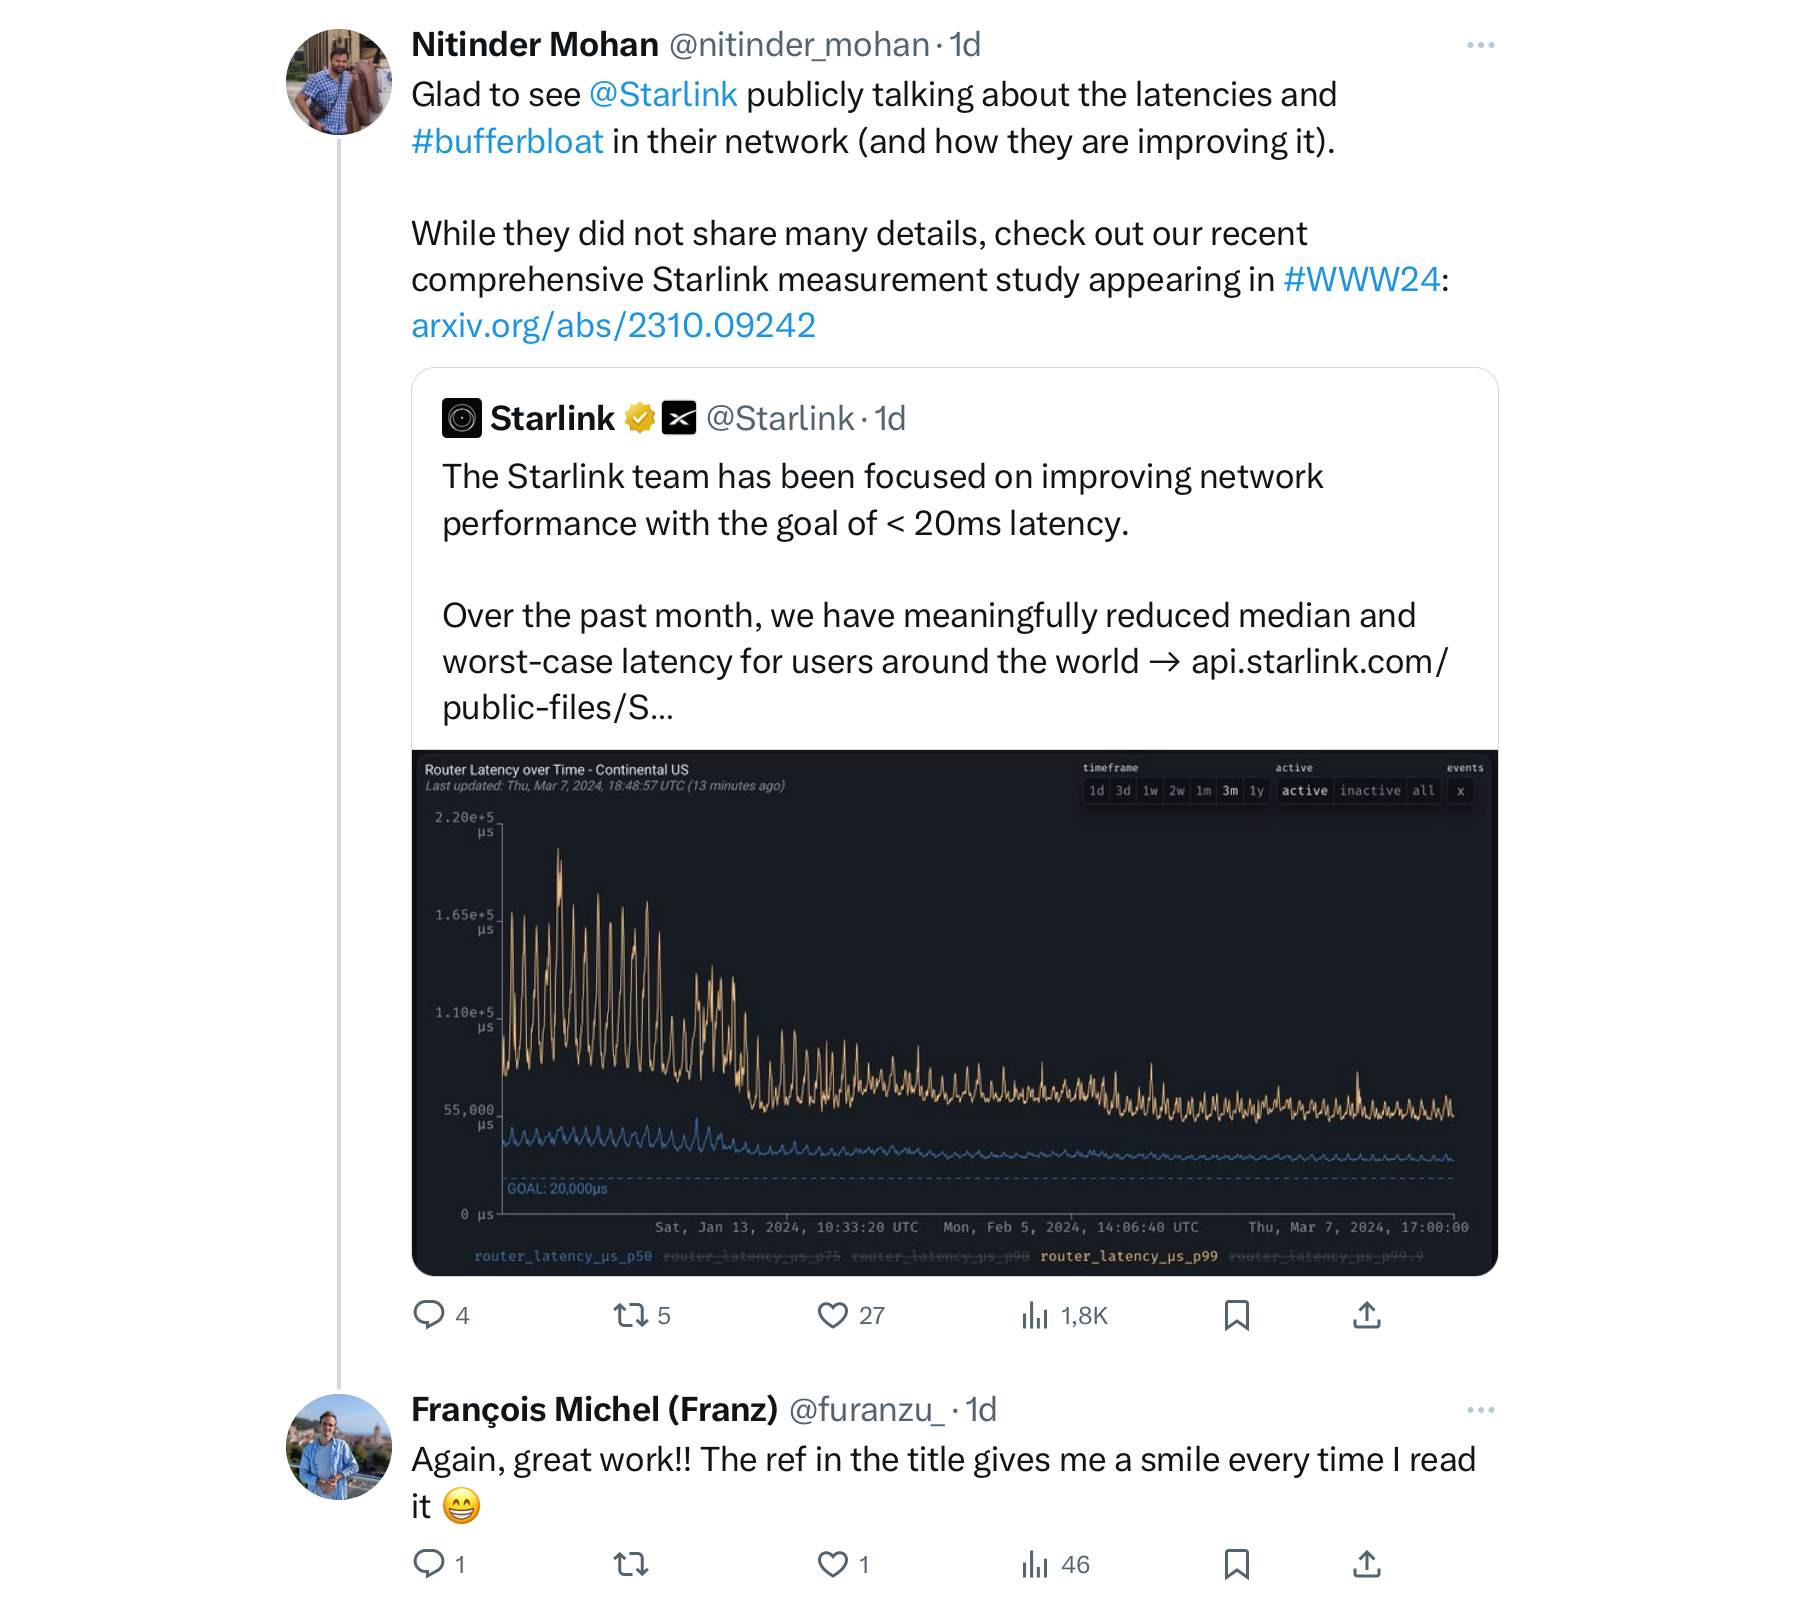 Nitinder Mohan @nitinder_mohan · 1d
Glad to see @Starlink publicly talking about the latencies and
#bufferbloat in their network (and how they are improving it).
While they did not share many details, check out our recent
comprehensive Starlink measurement study appearing in #WWW24:
arxiv.org/abs/2310.09242
Starlink @Starlink · 1d
The Starlink team has been focused on improving network
performance with the goal of < 20ms latency.
Over the past month, we have meaningfully reduced median and
worst-case latency for users around the world → api.starlink.com/
public-files/S...
Router Latency over Time - Continental US
Last updated: Thu, Mar 7, 2024, 18:48:57 UTC (13 minutes ago)
timeframe active events
1d 3d 1w 2w 1m 3m 1y active inactive all x
2.20e+5
µs
1.65e+5
µs
1.10e+5
µs
55,000
µs
GOAL: 20,000µs
0 µs
Sat, Jan 13, 2024, 10:33:20 UTC Mon, Feb 5, 2024, 14:06:40 UTC Thu, Mar 7, 2024, 17:00:00
router_latency_µs_p50 router_latency_µs_p75 router_latency_µs_p90 router_latency_µs_p99 router_latency_µs_p99.9
4 5 27 1,8K
François Michel (Franz) @furanzu_ · 1d
Again, great work!! The ref in the title gives me a smile every time I read
it 😁
1 1 46